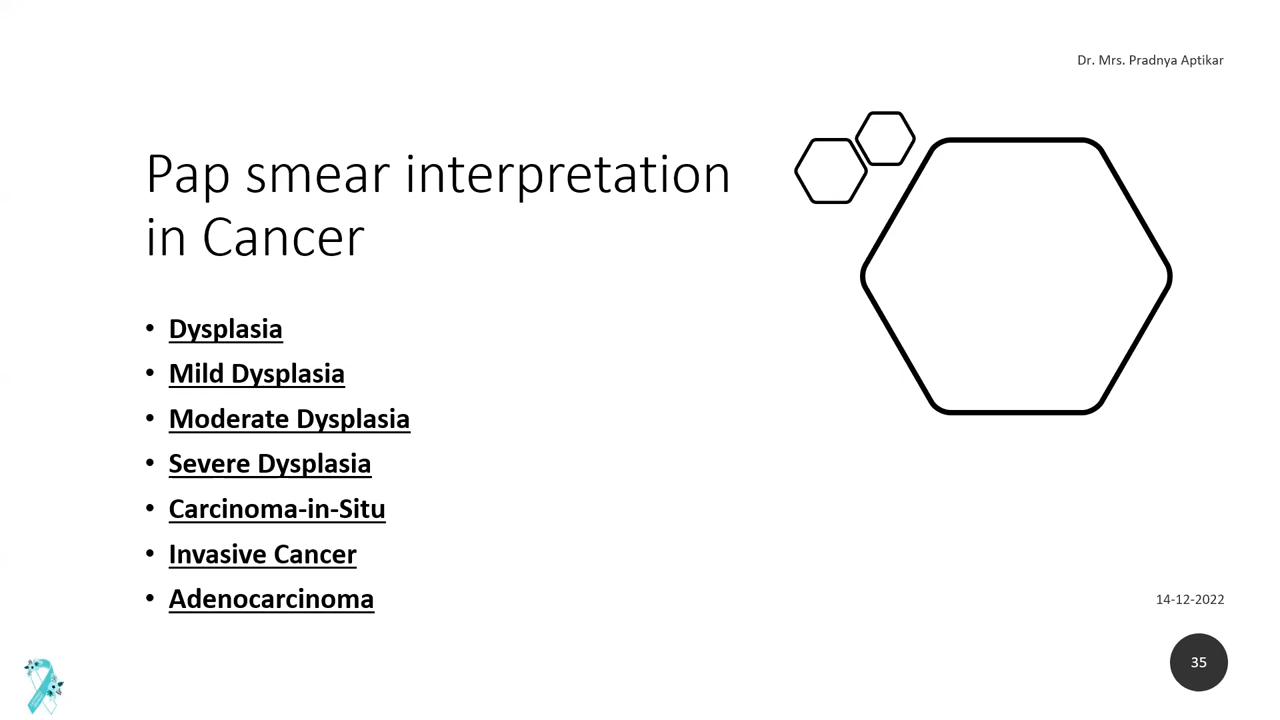 Dr. Mrs. Pradnya Aptikar
Pap smear interpretation
in Cancer
• Dysplasia
• Mild Dysplasia
• Moderate Dysplasia
• Severe Dysplasia
• Carcinoma-in-Situ
• Invasive Cancer
• Adenocarcinoma
14-12-2022
35